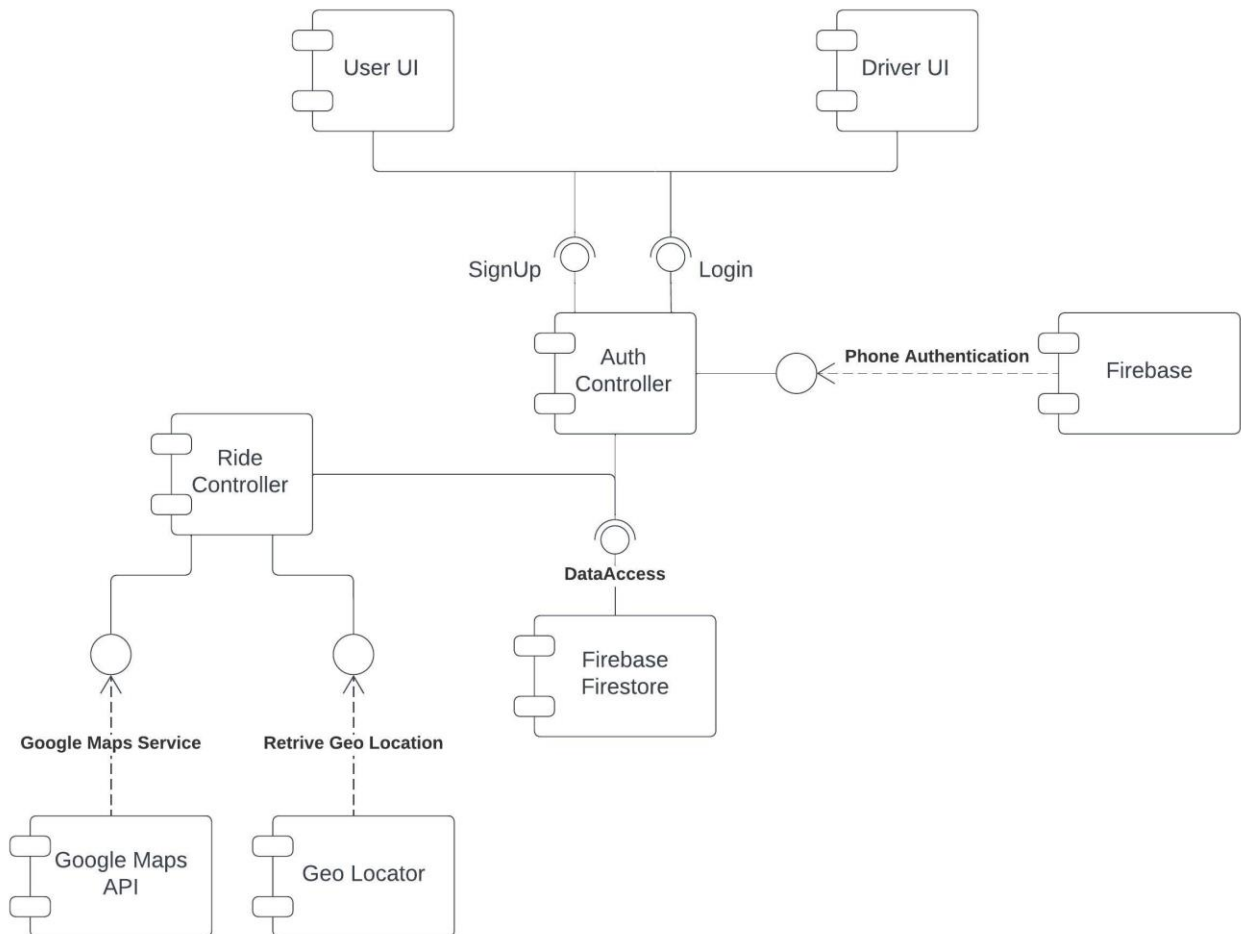 User UI
Driver UI
SignUp
Login
Auth
Controller
Phone Authentication
Firebase
Ride
Controller
DataAccess
Firebase
Firestore
Google Maps Service
Retrive Geo Location
Google Maps
API
Geo Locator